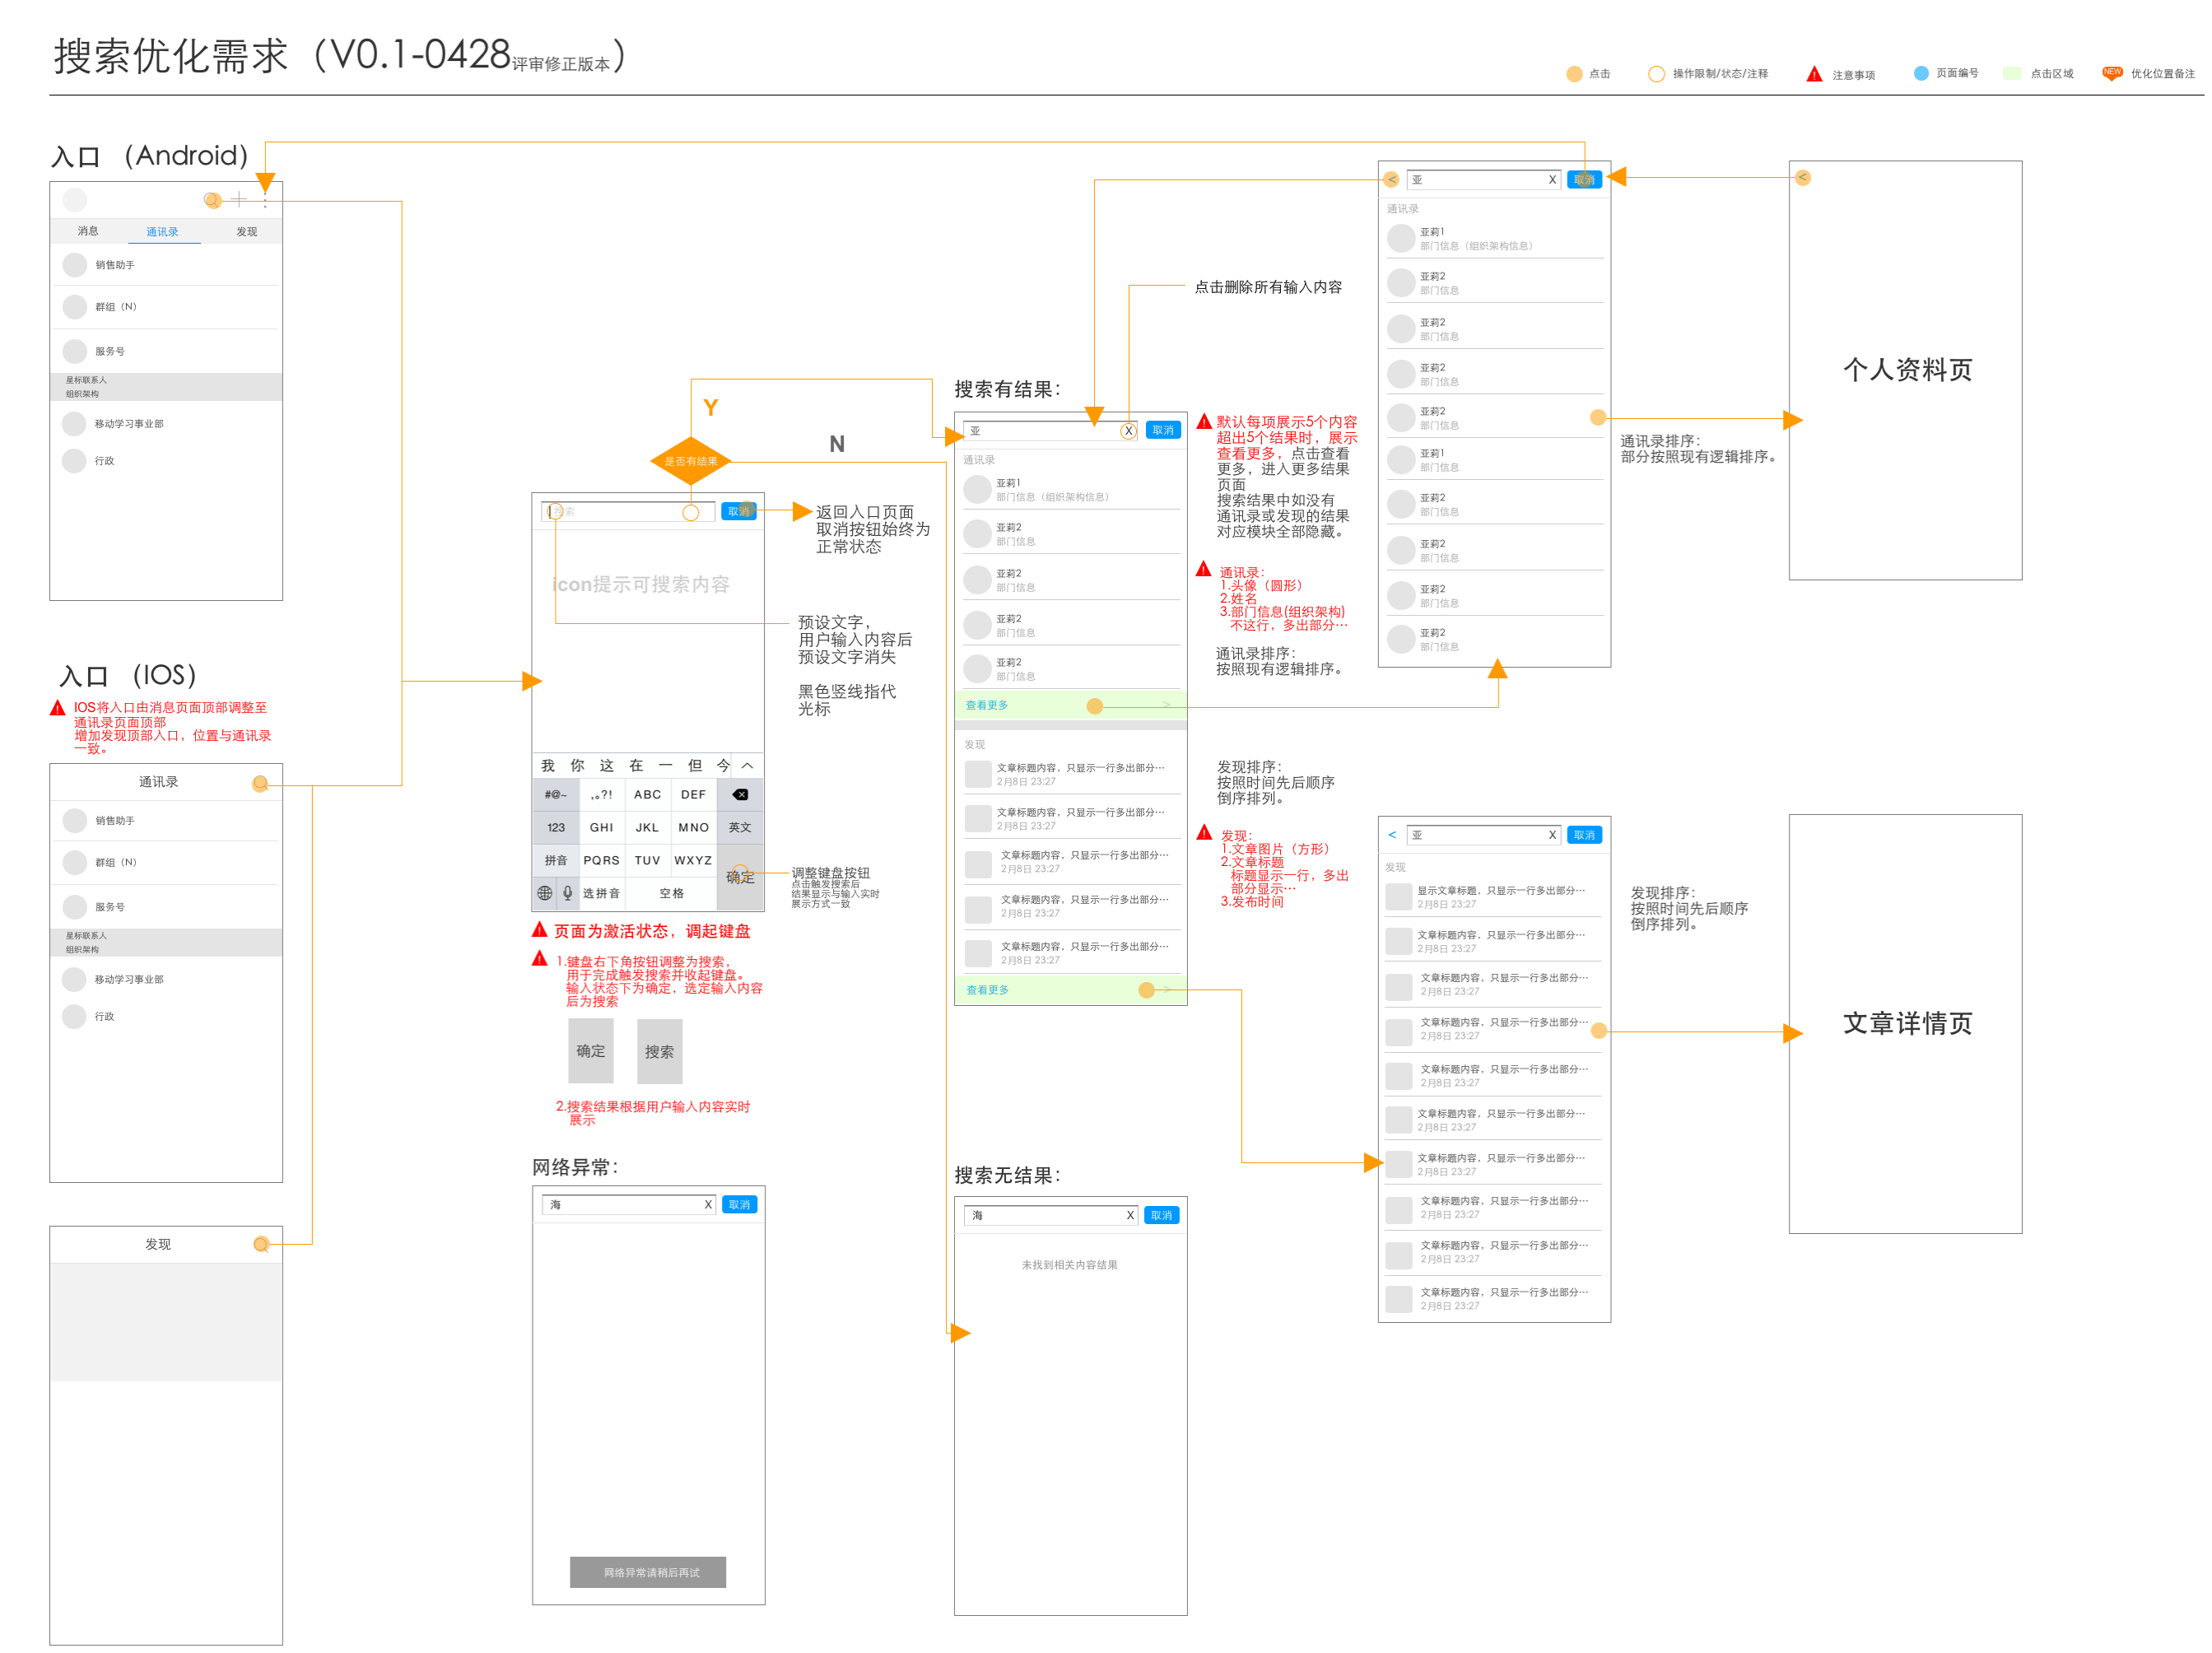 搜索优化需求（V0.1-0428评审修正版本）
点击
操作限制/状态/注释
注意事项
页面编号
点击区域
NEW
优化位置备注
入口 （Android）
消息 通讯录 发现
销售助手
群组（N）
服务号
星标联系人
组织架构
移动学习事业部
行政
入口 （IOS）
IOS将入口由消息页面顶部调整至
通讯录页面顶部
增加发现顶部入口，位置与通讯录
一致。
通讯录
销售助手
群组（N）
服务号
星标联系人
组织架构
移动学习事业部
行政
发现
Y
N
是否有结果
搜索 取消
icon提示可搜索内容
返回入口页面
取消按钮始终为
正常状态
预设文字，
用户输入内容后
预设文字消失
黑色竖线指代
光标
我 你 这 在 一 但 今
#@~ ,。?! ABC DEF
123 GHI JKL MNO 英文
拼音 PQRS TUV WXYZ
确定
选拼音 空格
调整键盘按钮
点击触发搜索后
结果显示与输入实时
展示方式一致
页面为激活状态，调起键盘
1.键盘右下角按钮调整为搜索，
用于完成触发搜索并收起键盘。
输入状态下为确定，选定输入内容
后为搜索
确定 搜索
2.搜索结果根据用户输入内容实时
展示
网络异常：
海 X 取消
网络异常请稍后再试
搜索有结果：
点击删除所有输入内容
亚 X 取消
通讯录
亚莉1
部门信息（组织架构信息）
亚莉2
部门信息
亚莉2
部门信息
亚莉2
部门信息
亚莉2
部门信息
查看更多 >
发现
文章标题内容，只显示一行多出部分…
2月8日 23:27
文章标题内容，只显示一行多出部分…
2月8日 23:27
文章标题内容，只显示一行多出部分…
2月8日 23:27
文章标题内容，只显示一行多出部分…
2月8日 23:27
文章标题内容，只显示一行多出部分…
2月8日 23:27
查看更多 >
默认每项展示5个内容
超出5个结果时，展示
查看更多，点击查看
更多，进入更多结果
页面
搜索结果中如没有
通讯录或发现的结果
对应模块全部隐藏。
通讯录：
1.头像（圆形）
2.姓名
3.部门信息(组织架构)
不这行，多出部分…
通讯录排序：
按照现有逻辑排序。
发现排序：
按照时间先后顺序
倒序排列。
发现：
1.文章图片（方形）
2.文章标题
标题显示一行，多出
部分显示…
3.发布时间
搜索无结果：
海 X 取消
未找到相关内容结果
< 亚 X 取消
通讯录
亚莉1
部门信息（组织架构信息）
亚莉2
部门信息
亚莉2
部门信息
亚莉2
部门信息
亚莉2
部门信息
亚莉1
部门信息
亚莉2
部门信息
亚莉2
部门信息
亚莉2
部门信息
亚莉2
部门信息
通讯录排序：
部分按照现有逻辑排序。
<
个人资料页
< 亚 X 取消
发现
显示文章标题，只显示一行多出部分…
2月8日 23:27
文章标题内容，只显示一行多出部分…
2月8日 23:27
文章标题内容，只显示一行多出部分…
2月8日 23:27
文章标题内容，只显示一行多出部分…
2月8日 23:27
文章标题内容，只显示一行多出部分…
2月8日 23:27
文章标题内容，只显示一行多出部分…
2月8日 23:27
文章标题内容，只显示一行多出部分…
2月8日 23:27
文章标题内容，只显示一行多出部分…
2月8日 23:27
文章标题内容，只显示一行多出部分…
2月8日 23:27
文章标题内容，只显示一行多出部分…
2月8日 23:27
发现排序：
按照时间先后顺序
倒序排列。
文章详情页